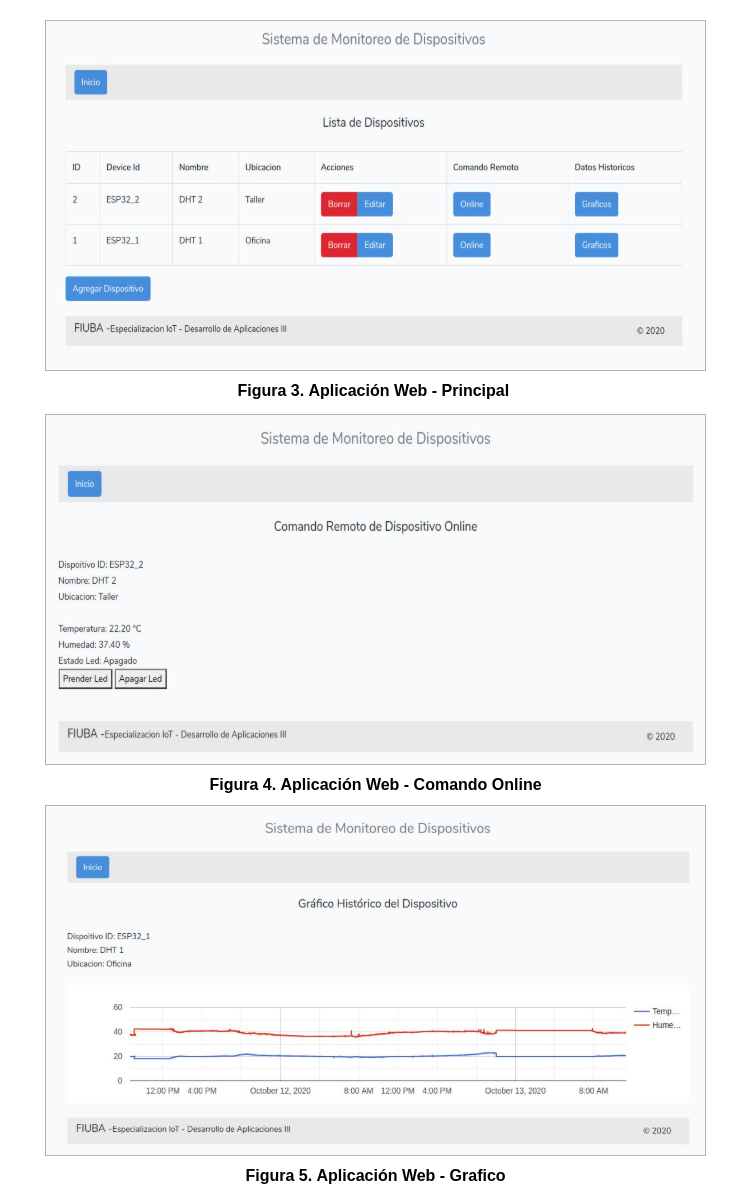 Sistema de Monitoreo de Dispositivos
Inicio
Lista de Dispositivos
ID Device Id Nombre Ubicacion Acciones Comando Remoto Datos Historicos
2 ESP32_2 DHT 2 Taller Borrar Editar Online Graficos
1 ESP32_1 DHT 1 Oficina Borrar Editar Online Graficos
Agregar Dispositivo
FIUBA -Especializacion IoT - Desarrollo de Aplicaciones III © 2020
Figura 3. Aplicación Web - Principal
Sistema de Monitoreo de Dispositivos
Inicio
Comando Remoto de Dispositivo Online
Dispoitivo ID: ESP32_2
Nombre: DHT 2
Ubicacion: Taller
Temperatura: 22.20 °C
Humedad: 37.40 %
Estado Led: Apagado
Prender Led Apagar Led
FIUBA -Especializacion IoT - Desarrollo de Aplicaciones III © 2020
Figura 4. Aplicación Web - Comando Online
Sistema de Monitoreo de Dispositivos
Inicio
Gráfico Histórico del Dispositivo
Dispoitivo ID: ESP32_1
Nombre: DHT 1
Ubicacion: Oficina
60
40
20
0
Temp...
Hume...
12:00 PM 4:00 PM October 12, 2020 8:00 AM 12:00 PM 4:00 PM October 13, 2020 8:00 AM
FIUBA -Especializacion IoT - Desarrollo de Aplicaciones III © 2020
Figura 5. Aplicación Web - Grafico